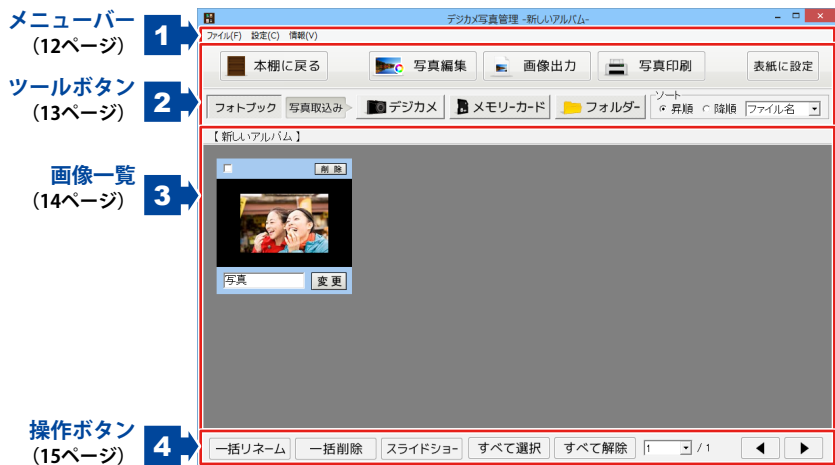 メニューバー
（12ページ）
1
デジカメ写真管理 -新しいアルバム-
ファイル(F) 設定(C) 情報(V)
ツールボタン
（13ページ）
2
本棚に戻る 写真編集 画像出力 写真印刷 表紙に設定
フォトブック 写真取込み デジカメ メモリーカード フォルダー ソート 昇順 降順 ファイル名
画像一覧
（14ページ）
3
【 新しいアルバム 】
削 除
写真 変 更
操作ボタン
（15ページ）
4
一括リネーム 一括削除 スライドショー すべて選択 すべて解除 1 / 1